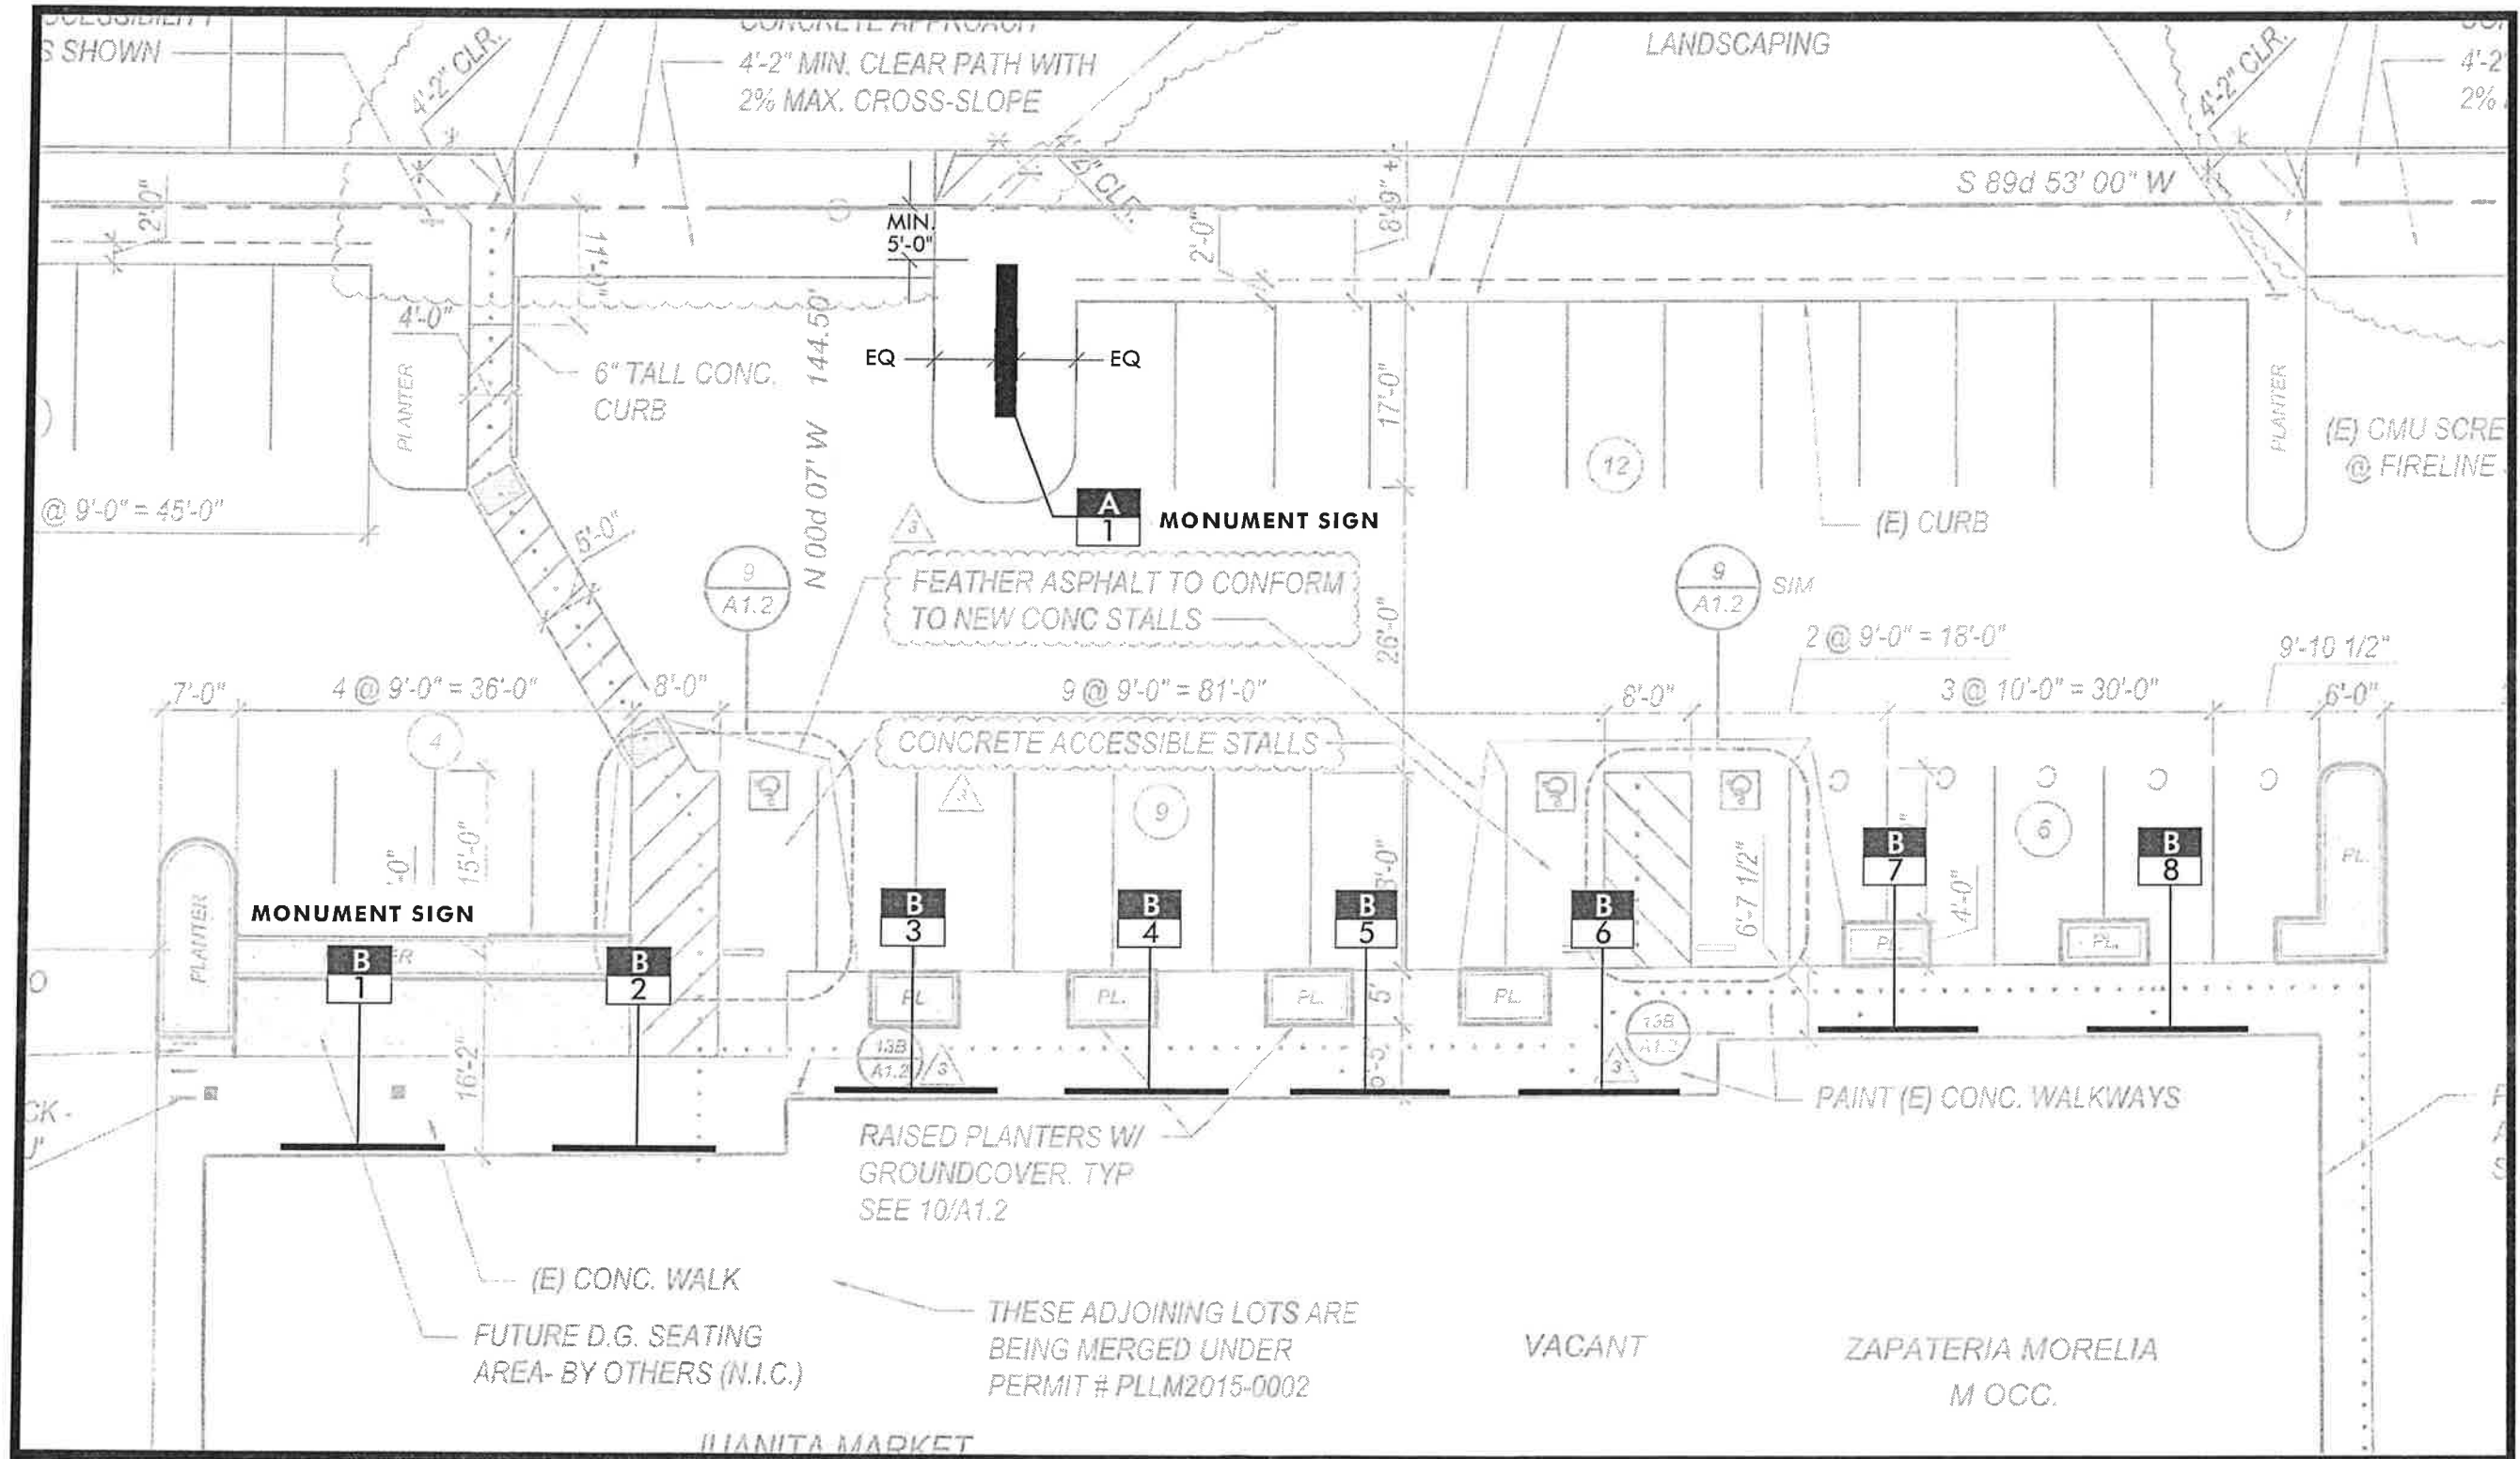 S SHOWN
4'-2" CLR.
CONCRETE APPROACH
4'-2" MIN. CLEAR PATH WITH
2% MAX. CROSS-SLOPE
LANDSCAPING
4'-2" CLR.
4'-2
2%
2'-0"
11'-0"
MIN.
5'-0"
CLR.
2'-0"
8'-9" +/-
S 89d 53' 00" W
4'-0"
PLANTER
6" TALL CONC.
CURB
N 00d 07' W 144.50'
EQ
EQ
17'-0"
12
PLANTER
(E) CMU SCRE
@ FIRELINE
@ 9'-0" = 45'-0"
5'-0"
A
1
MONUMENT SIGN
(E) CURB
3
9
A1.2
FEATHER ASPHALT TO CONFORM
TO NEW CONC STALLS
26'-0"
9
A1.2
SIM
2 @ 9'-0" = 18'-0"
9'-10 1/2"
7'-0"
4 @ 9'-0" = 36'-0"
8'-0"
9 @ 9'-0" = 81'-0"
8'-0"
3 @ 10'-0" = 30'-0"
6'-0"
4
CONCRETE ACCESSIBLE STALLS
3
9
C
C
C
C
6
PL.
'-0"
15'-0"
6'-7 1/2"
4'-0"
PLANTER
MONUMENT SIGN
B
1
B
2
B
3
B
4
B
5
B
6
B
7
B
8
PL.
PL.
PL.
PL.
PL.
PL.
5'
16'-2"
13B
A1.2
3
13B
A1.2
3
PAINT (E) CONC. WALKWAYS
RAISED PLANTERS W/
GROUNDCOVER. TYP
SEE 10/A1.2
(E) CONC. WALK
FUTURE D.G. SEATING
AREA- BY OTHERS (N.I.C.)
THESE ADJOINING LOTS ARE
BEING MERGED UNDER
PERMIT # PLLM2015-0002
VACANT
ZAPATERIA MORELIA
M OCC.
JUANITA MARKET